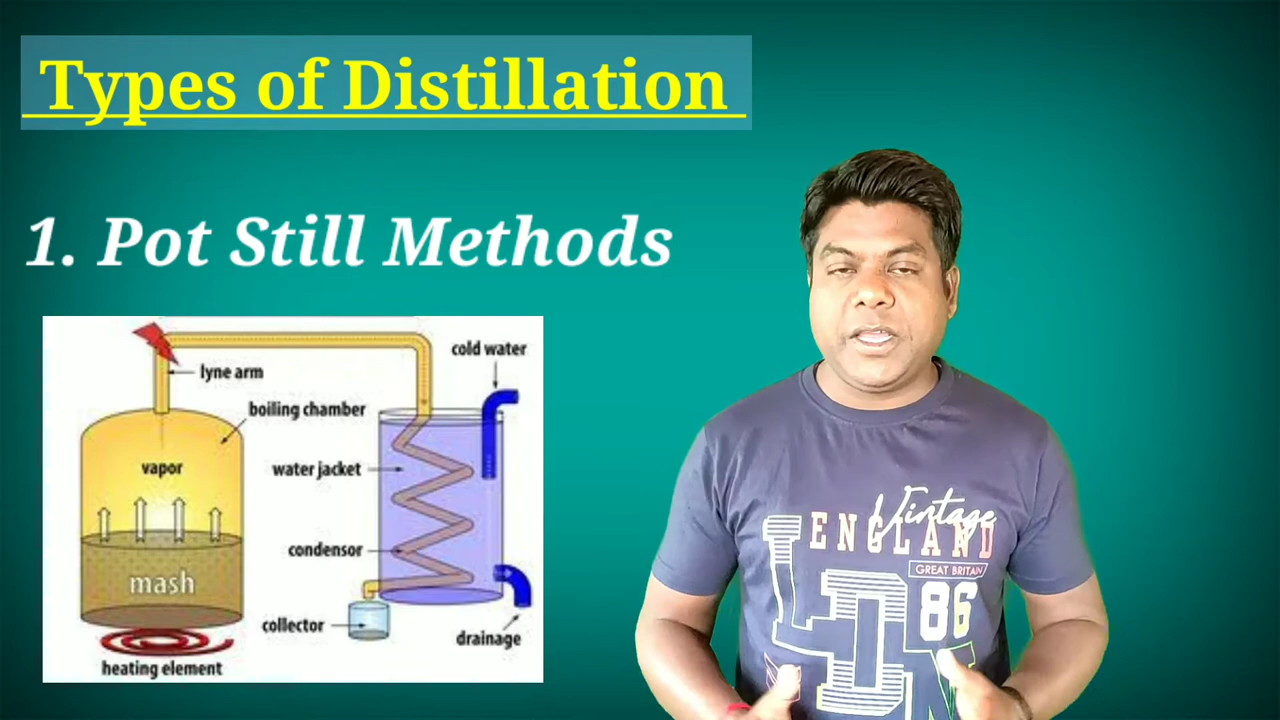 Types of Distillation
1. Pot Still Methods
cold water
lyne arm
boiling chamber
vapor
water jacket
condensor
mash
collector
drainage
heating element
Vintage
ENGLAND
GREAT BRITAIN
86